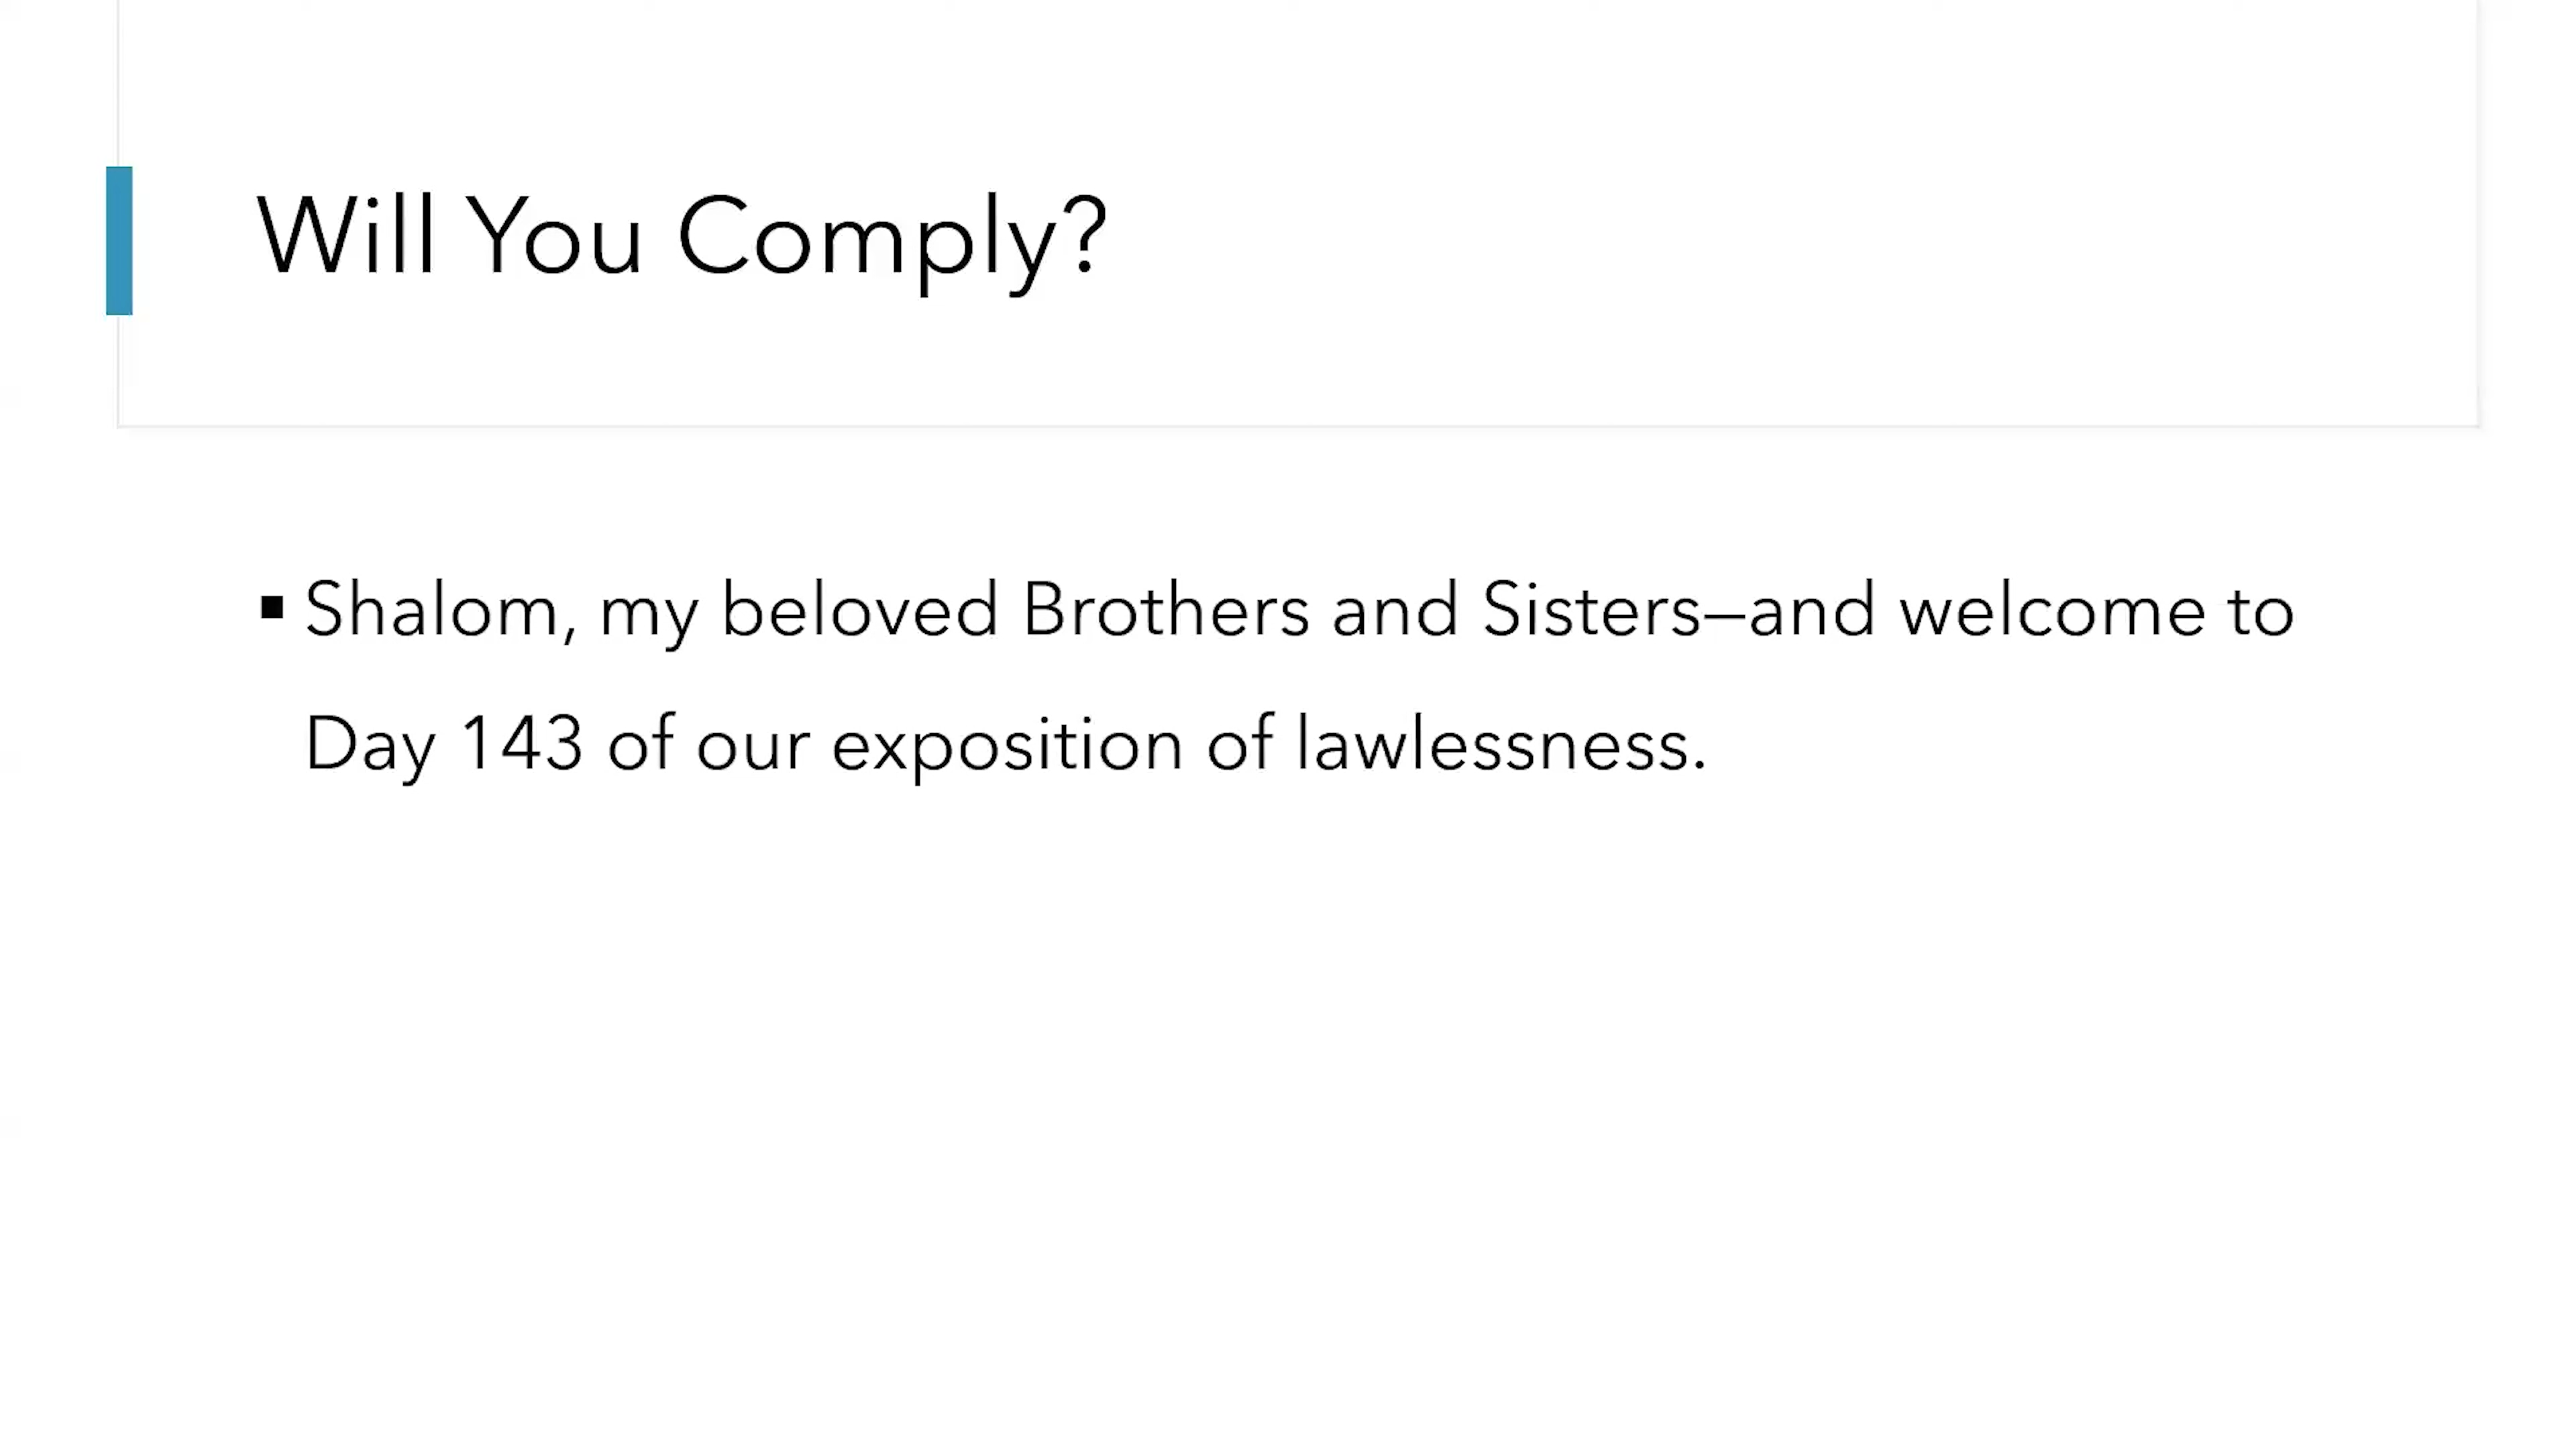 Will You Comply?
▪ Shalom, my beloved Brothers and Sisters—and welcome to
Day 143 of our exposition of lawlessness.